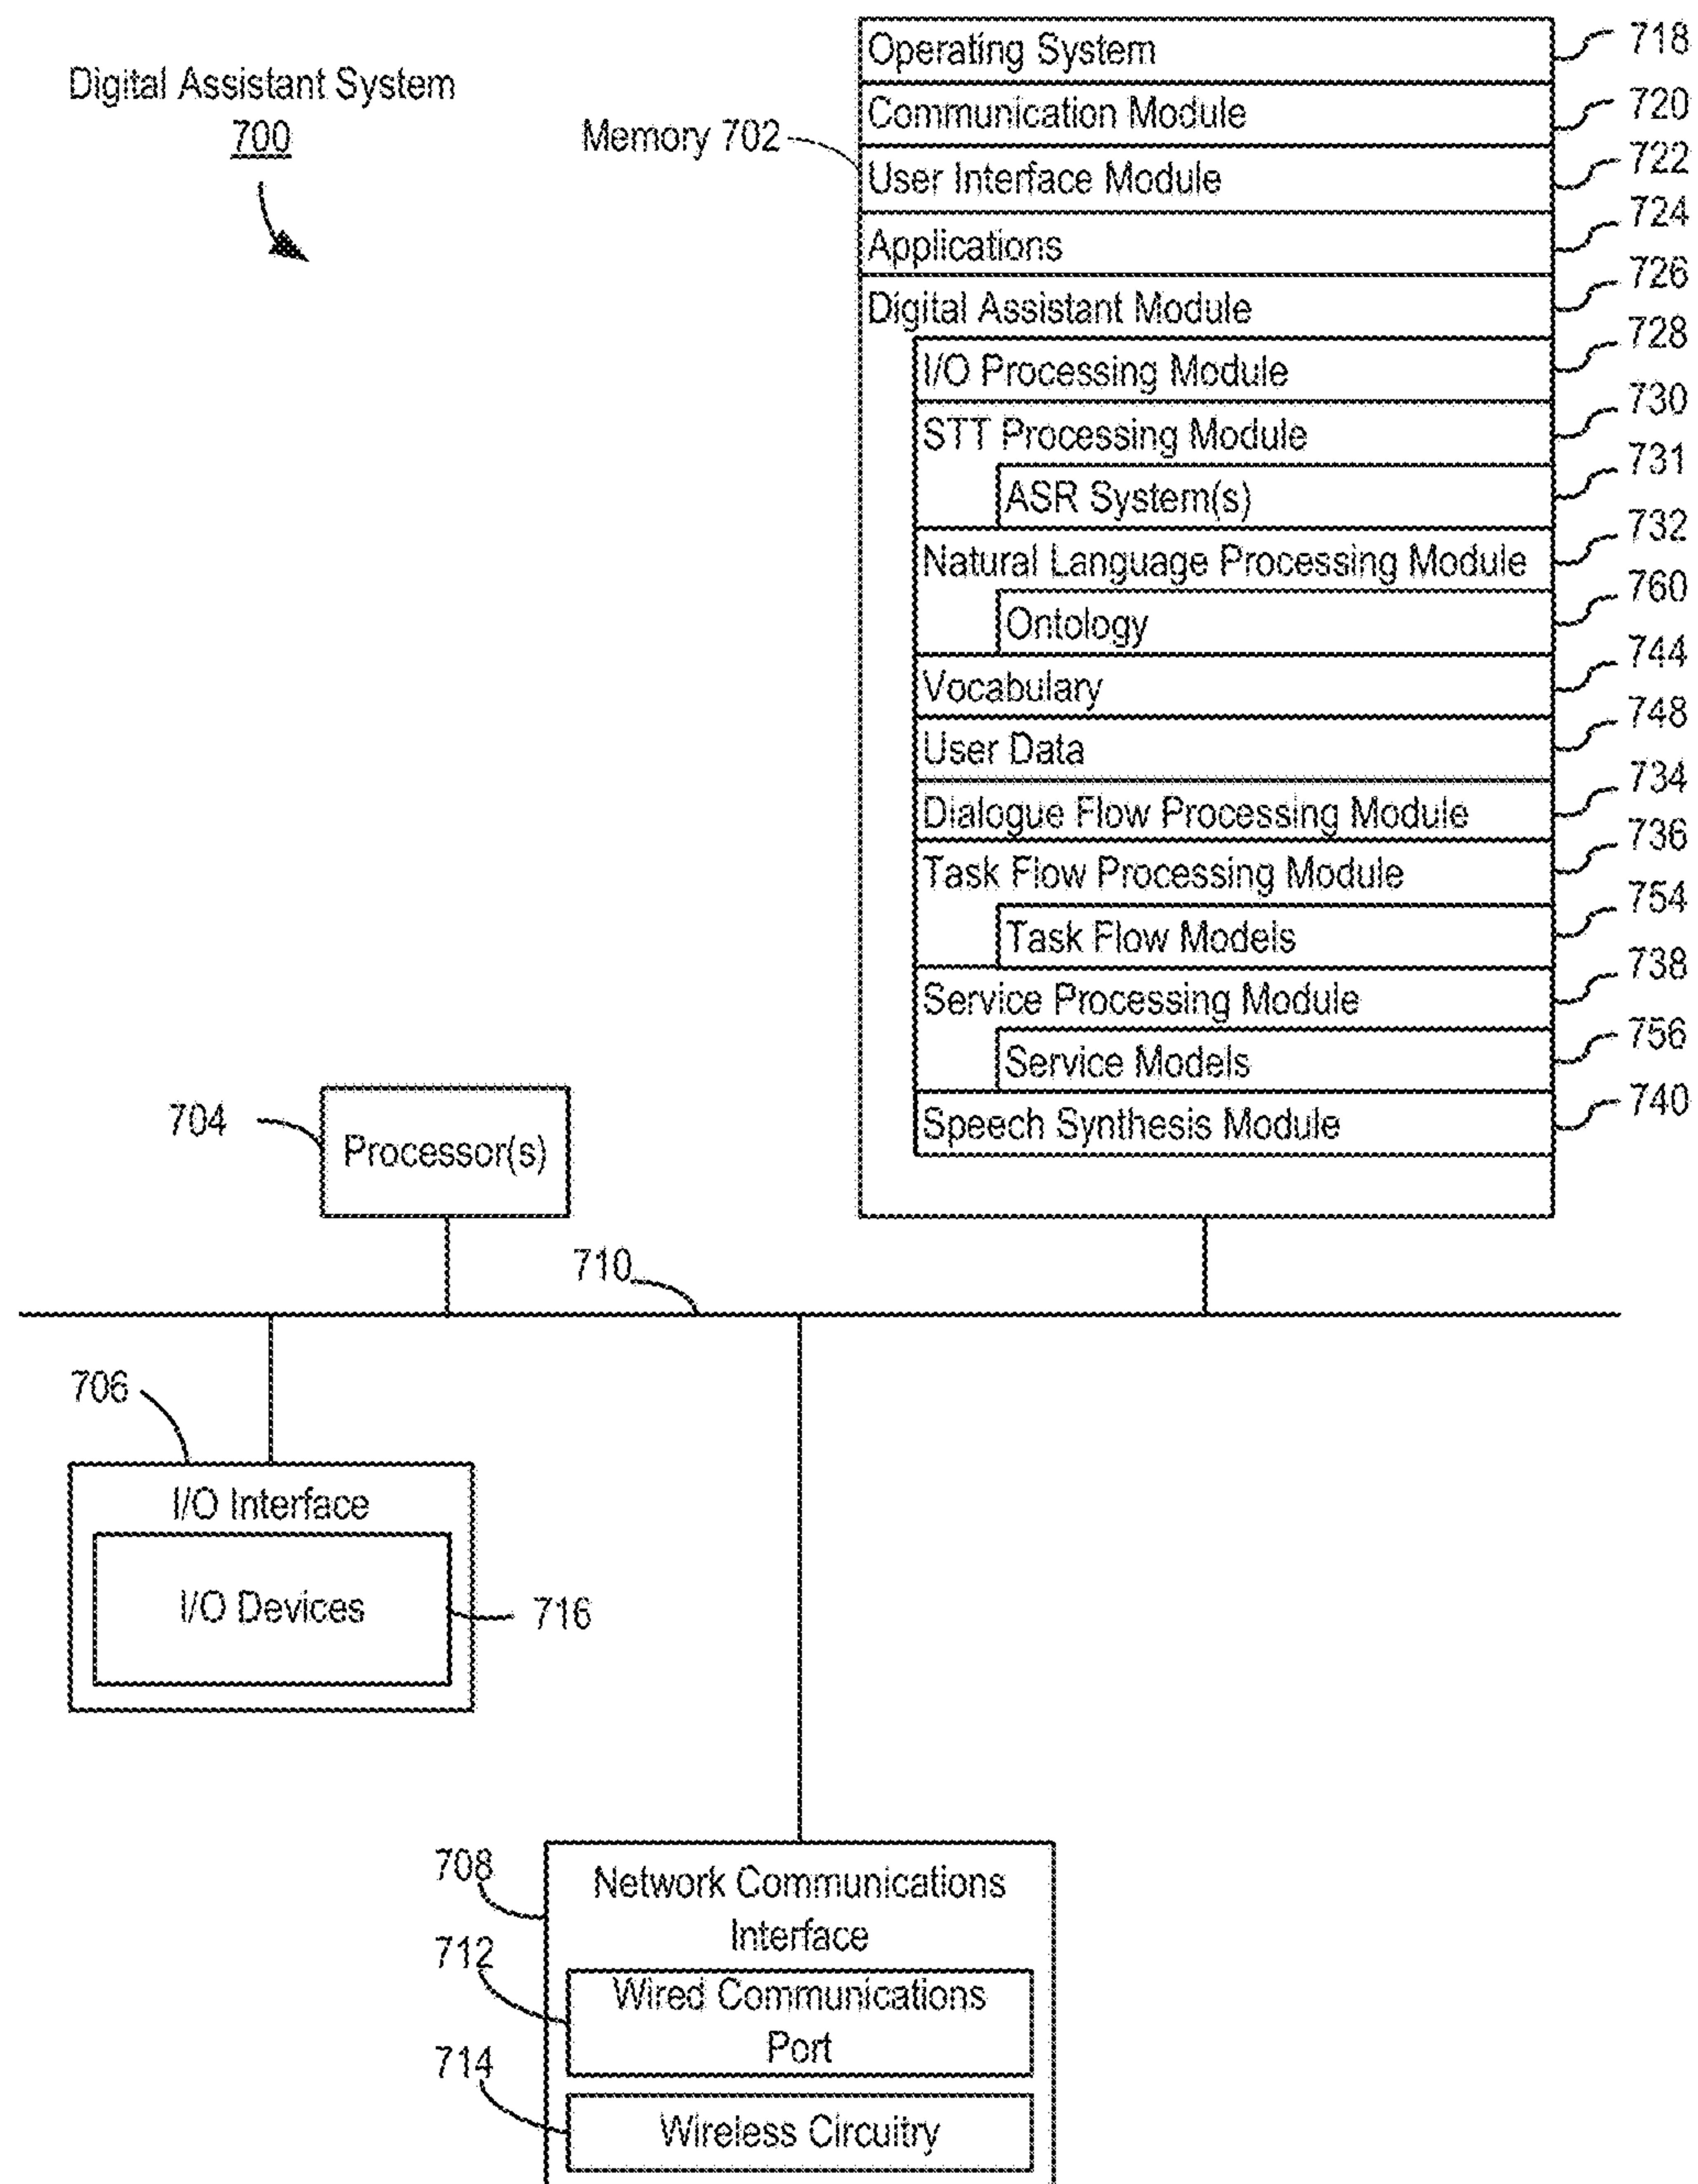 Digital Assistant System
700
Memory 702
Operating System 718
Communication Module 720
User Interface Module 722
Applications 724
Digital Assistant Module 726
I/O Processing Module 728
STT Processing Module 730
ASR System(s) 731
Natural Language Processing Module 732
Ontology 760
Vocabulary 744
User Data 748
Dialogue Flow Processing Module 734
Task Flow Processing Module 736
Task Flow Models 754
Service Processing Module 738
Service Models 756
Speech Synthesis Module 740
704
Processor(s)
710
706
I/O Interface
I/O Devices
716
708
Network Communications
Interface
712
Wired Communications
Port
714
Wireless Circuitry